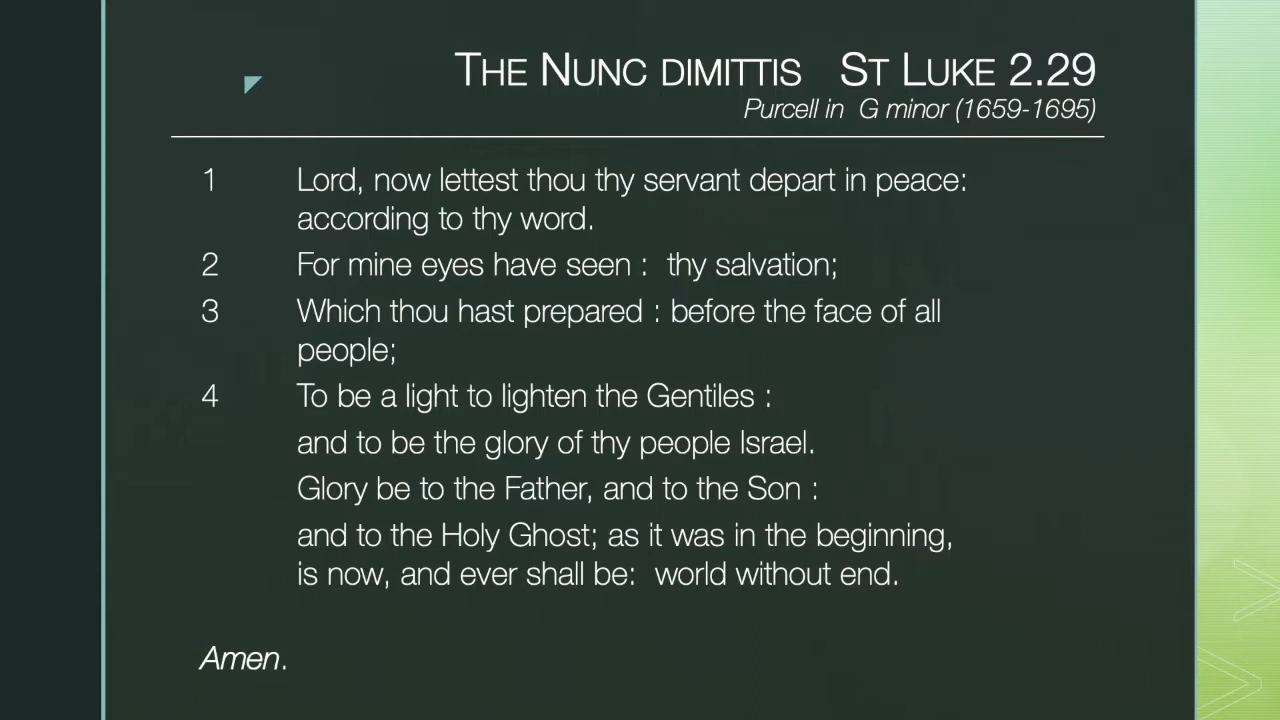 THE NUNC DIMITTIS ST LUKE 2.29
Purcell in G minor (1659-1695)
1 Lord, now lettest thou thy servant depart in peace:
according to thy word.
2 For mine eyes have seen : thy salvation;
3 Which thou hast prepared : before the face of all
people;
4 To be a light to lighten the Gentiles :
and to be the glory of thy people Israel.
Glory be to the Father, and to the Son :
and to the Holy Ghost; as it was in the beginning,
is now, and ever shall be: world without end.
Amen.